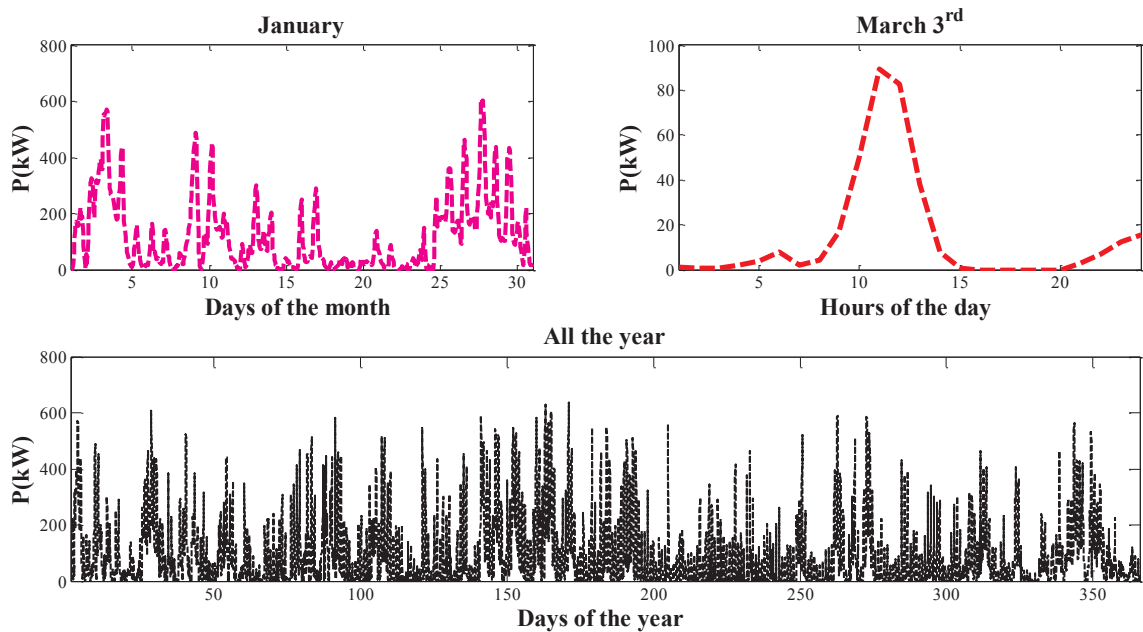 January
P(kW)
800
600
400
200
0
5 10 15 20 25 30
Days of the month
March 3rd
P(kW)
100
80
60
40
20
0
5 10 15 20
Hours of the day
All the year
P(kW)
800
600
400
200
0
50 100 150 200 250 300 350
Days of the year